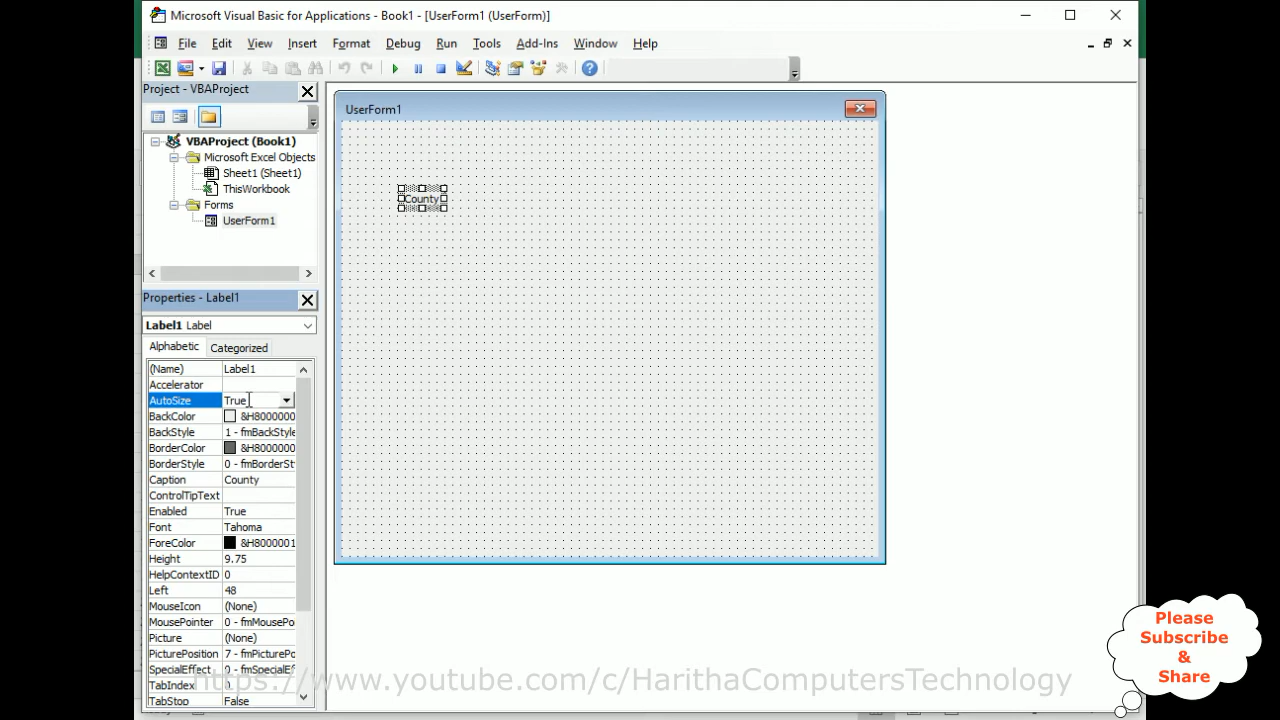 Microsoft Visual Basic for Applications - Book1 - [UserForm1 (UserForm)]
File Edit View Insert Format Debug Run Tools Add-Ins Window Help
Project - VBAProject
VBAProject (Book1)
Microsoft Excel Objects
Sheet1 (Sheet1)
ThisWorkbook
Forms
UserForm1
UserForm1
County
Properties - Label1
Label1 Label
Alphabetic Categorized
(Name) Label1
Accelerator
AutoSize True
BackColor &H8000000
BackStyle 1 - fmBackStyle
BorderColor &H8000000
BorderStyle 0 - fmBorderSt
Caption County
ControlTipText
Enabled True
Font Tahoma
ForeColor &H8000001
Height 9.75
HelpContextID 0
Left 48
MouseIcon (None)
MousePointer 0 - fmMousePo
Picture (None)
PicturePosition 7 - fmPicturePo
SpecialEffect 0 - fmSpecialEf
TabIndex
TabStop False
Please
Subscribe
&
Share
https://www.youtube.com/c/HarithaComputersTechnology